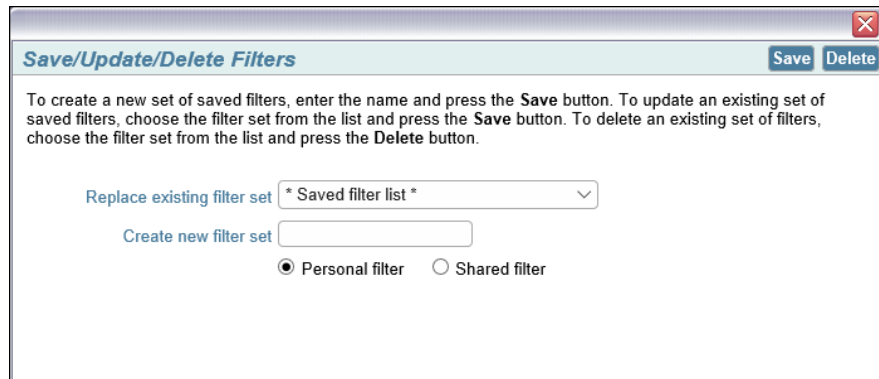 Save/Update/Delete Filters
Save Delete
To create a new set of saved filters, enter the name and press the Save button. To update an existing set of
saved filters, choose the filter set from the list and press the Save button. To delete an existing set of filters,
choose the filter set from the list and press the Delete button.
Replace existing filter set * Saved filter list *
Create new filter set
Personal filter Shared filter